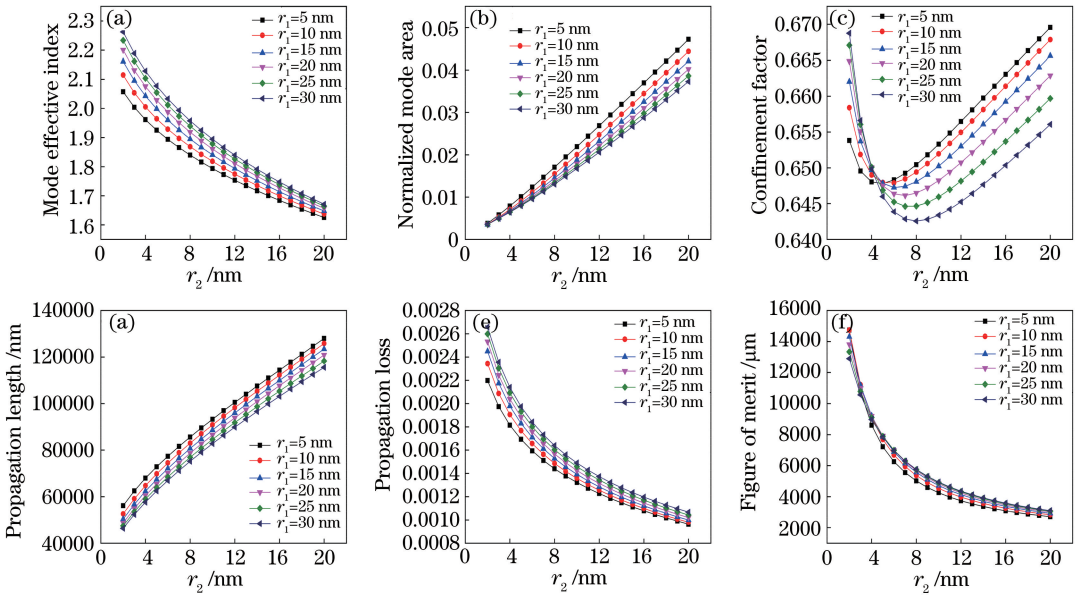 (a)
Mode effective index
2.3
2.2
2.1
2.0
1.9
1.8
1.7
1.6
r1=5 nm
r1=10 nm
r1=15 nm
r1=20 nm
r1=25 nm
r1=30 nm
0 4 8 12 16 20
r2 /nm
(b)
Normalized mode area
0.05
0.04
0.03
0.02
0.01
0
r1=5 nm
r1=10 nm
r1=15 nm
r1=20 nm
r1=25 nm
r1=30 nm
0 4 8 12 16 20
r2 /nm
(c)
Confinement factor
0.670
0.665
0.660
0.655
0.650
0.645
0.640
r1=5 nm
r1=10 nm
r1=15 nm
r1=20 nm
r1=25 nm
r1=30 nm
0 4 8 12 16 20
r2 /nm
(a)
Propagation length /nm
140000
120000
100000
80000
60000
40000
r1=5 nm
r1=10 nm
r1=15 nm
r1=20 nm
r1=25 nm
r1=30 nm
0 4 8 12 16 20
r2 /nm
(e)
Propagation loss
0.0028
0.0026
0.0024
0.0022
0.0020
0.0018
0.0016
0.0014
0.0012
0.0010
0.0008
r1=5 nm
r1=10 nm
r1=15 nm
r1=20 nm
r1=25 nm
r1=30 nm
0 4 8 12 16 20
r2 /nm
(f)
Figure of merit /μm
16000
14000
12000
10000
8000
6000
4000
2000
r1=5 nm
r1=10 nm
r1=15 nm
r1=20 nm
r1=25 nm
r1=30 nm
0 4 8 12 16 20
r2 /nm